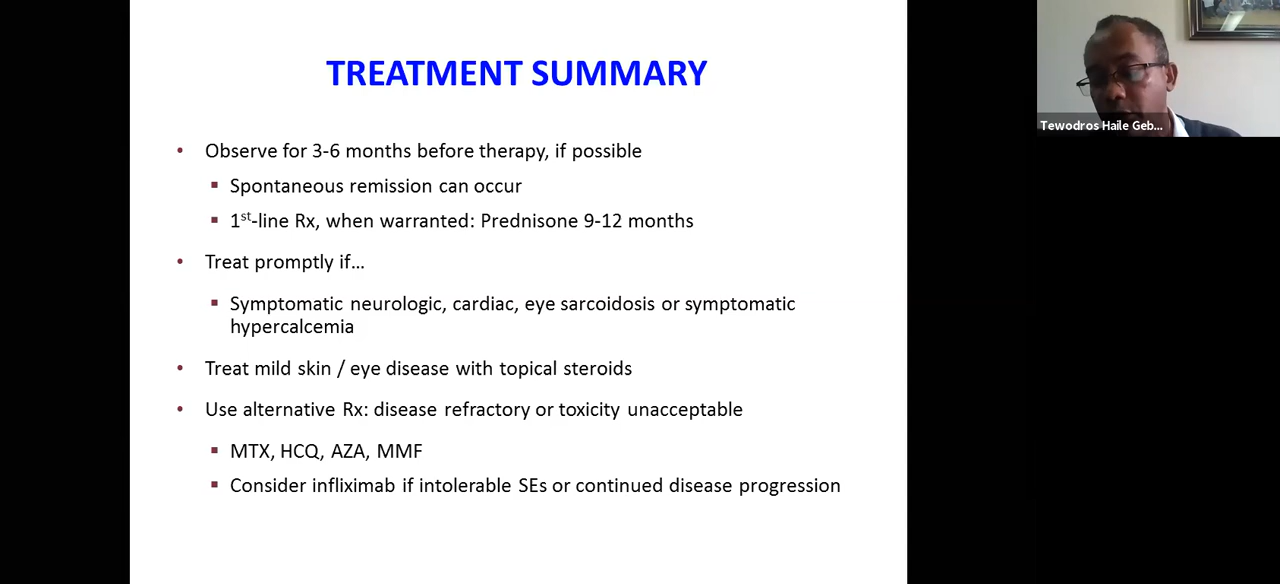 TREATMENT SUMMARY
• Observe for 3-6 months before therapy, if possible
▪ Spontaneous remission can occur
▪ 1st-line Rx, when warranted: Prednisone 9-12 months
• Treat promptly if…
▪ Symptomatic neurologic, cardiac, eye sarcoidosis or symptomatic
hypercalcemia
• Treat mild skin / eye disease with topical steroids
• Use alternative Rx: disease refractory or toxicity unacceptable
▪ MTX, HCQ, AZA, MMF
▪ Consider infliximab if intolerable SEs or continued disease progression
Tewodros Haile Geb...